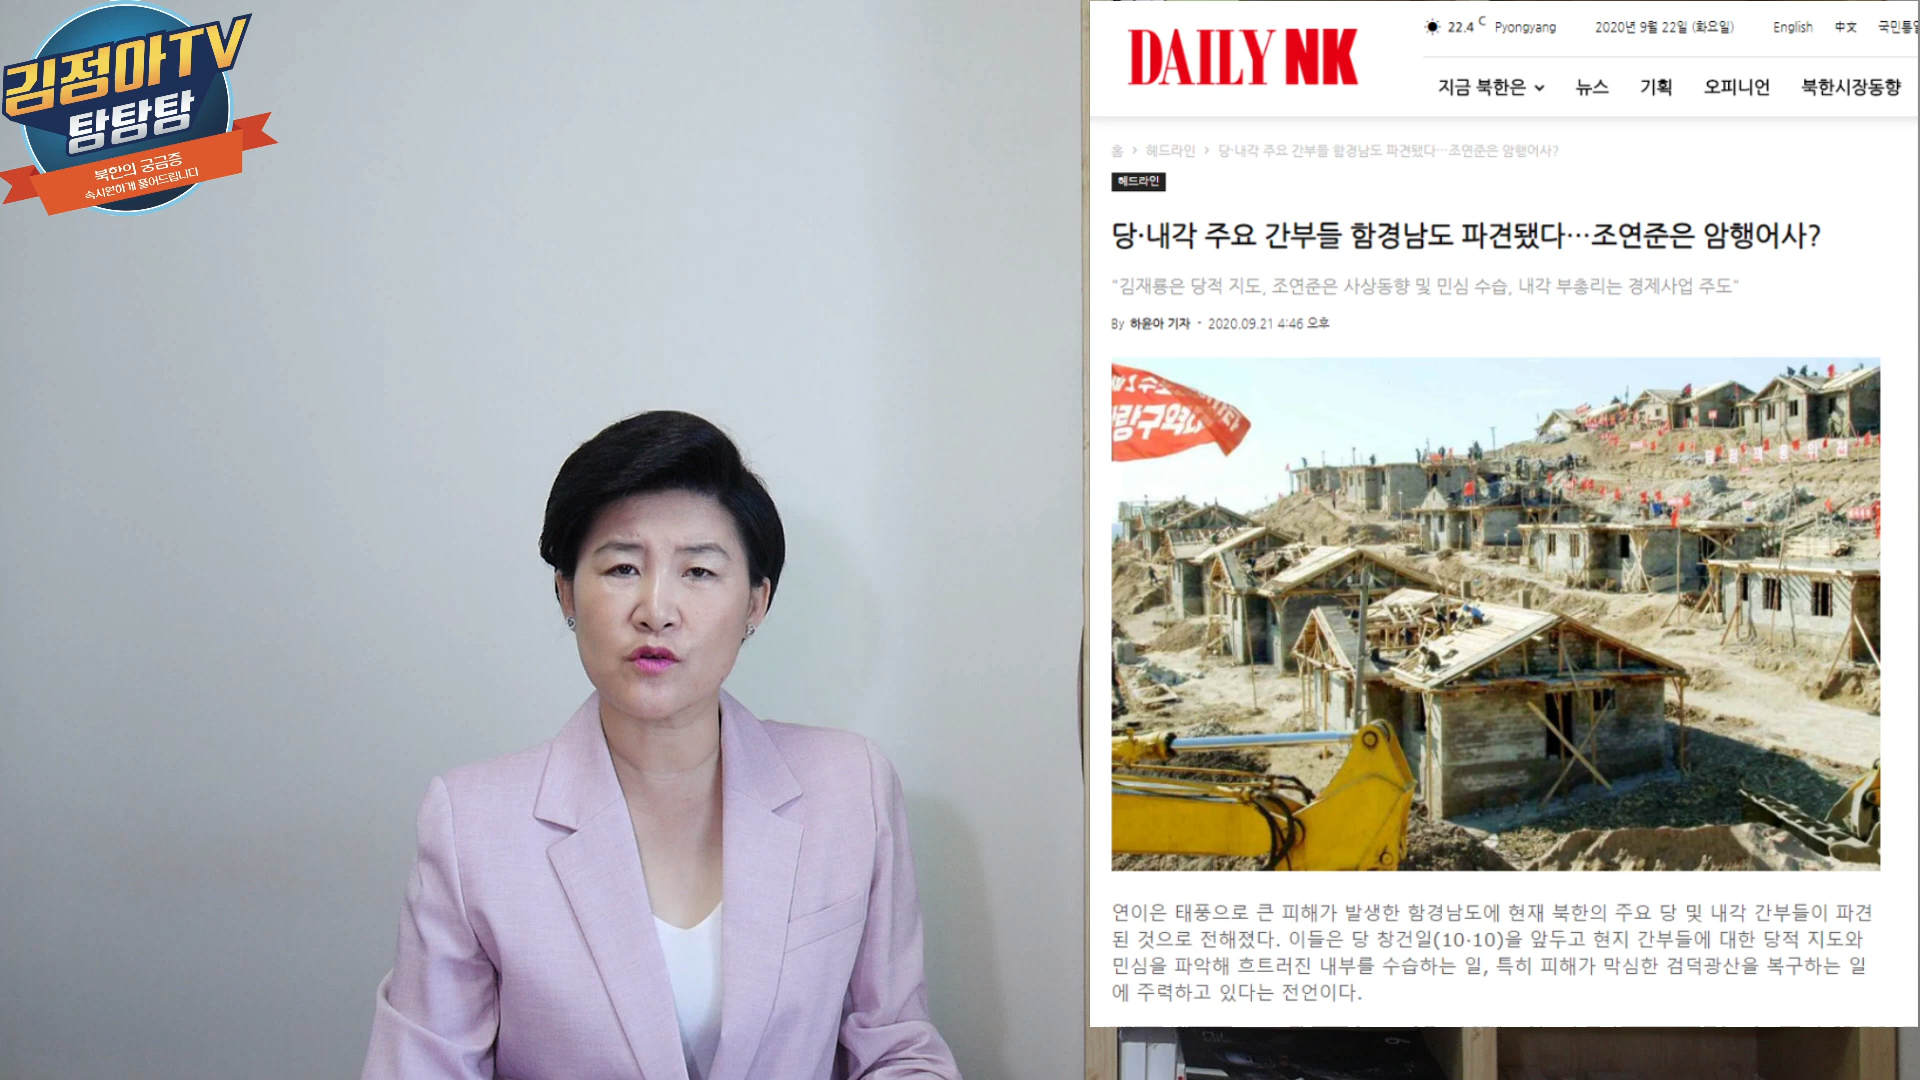 김정아TV
탕탕탕
북한의 궁금증
속시원하게 풀어드립니다
DAILY NK
22.4 C Pyongyang 2020년 9월 22일 (화요일) English 中文 국민통일
지금 북한은 뉴스 기획 오피니언 북한시장동향
홈 › 헤드라인 › 당·내각 주요 간부들 함경남도 파견됐다…조연준은 암행어사?
헤드라인
당·내각 주요 간부들 함경남도 파견됐다…조연준은 암행어사?
"김재룡은 당적 지도, 조연준은 사상동향 및 민심 수습, 내각 부총리는 경제사업 주도"
By 하윤아 기자 - 2020.09.21 4:46 오후
연이은 태풍으로 큰 피해가 발생한 함경남도에 현재 북한의 주요 당 및 내각 간부들이 파견
된 것으로 전해졌다. 이들은 당 창건일(10·10)을 앞두고 현지 간부들에 대한 당적 지도와
민심을 파악해 흐트러진 내부를 수습하는 일, 특히 피해가 막심한 검덕광산을 복구하는 일
에 주력하고 있다는 전언이다.